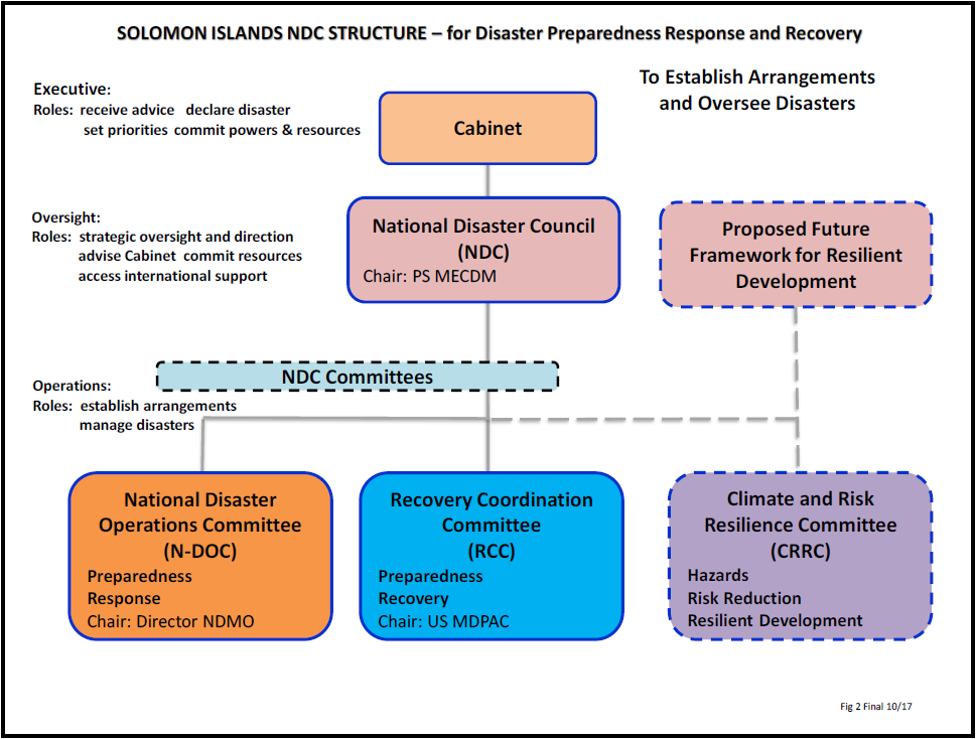 SOLOMON ISLANDS NDC STRUCTURE – for Disaster Preparedness Response and Recovery
To Establish Arrangements
and Oversee Disasters
Executive:
Roles: receive advice declare disaster
set priorities commit powers & resources
Cabinet
Oversight:
Roles: strategic oversight and direction
advise Cabinet commit resources
access international support
National Disaster Council
(NDC)
Chair: PS MECDM
Proposed Future
Framework for Resilient
Development
NDC Committees
Operations:
Roles: establish arrangements
manage disasters
National Disaster
Operations Committee
(N-DOC)
Preparedness
Response
Chair: Director NDMO
Recovery Coordination
Committee
(RCC)
Preparedness
Recovery
Chair: US MDPAC
Climate and Risk
Resilience Committee
(CRRC)
Hazards
Risk Reduction
Resilient Development
Fig 2 Final 10/17